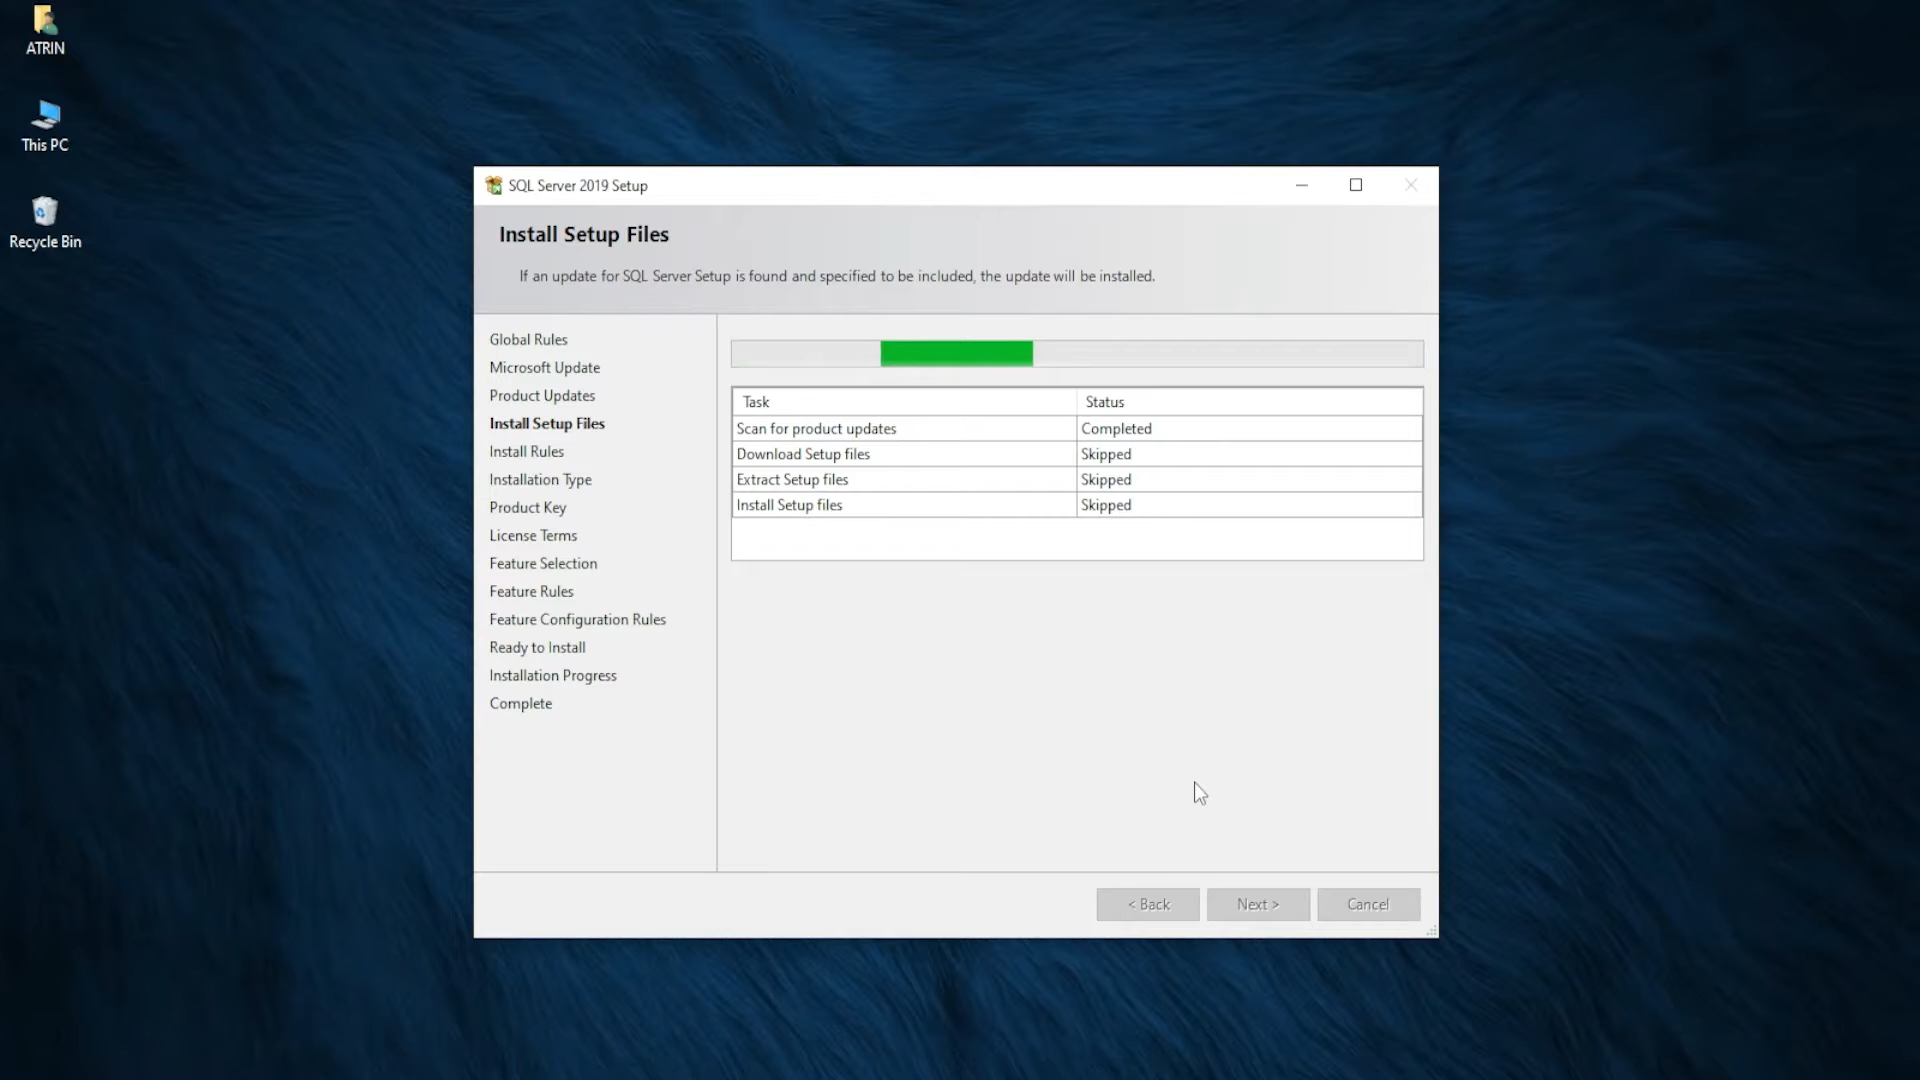 ATRIN
This PC
Recycle Bin
SQL Server 2019 Setup
Install Setup Files
If an update for SQL Server Setup is found and specified to be included, the update will be installed.
Global Rules
Microsoft Update
Product Updates
Install Setup Files
Install Rules
Installation Type
Product Key
License Terms
Feature Selection
Feature Rules
Feature Configuration Rules
Ready to Install
Installation Progress
Complete
Task Status
Scan for product updates Completed
Download Setup files Skipped
Extract Setup files Skipped
Install Setup files Skipped
< Back Next > Cancel